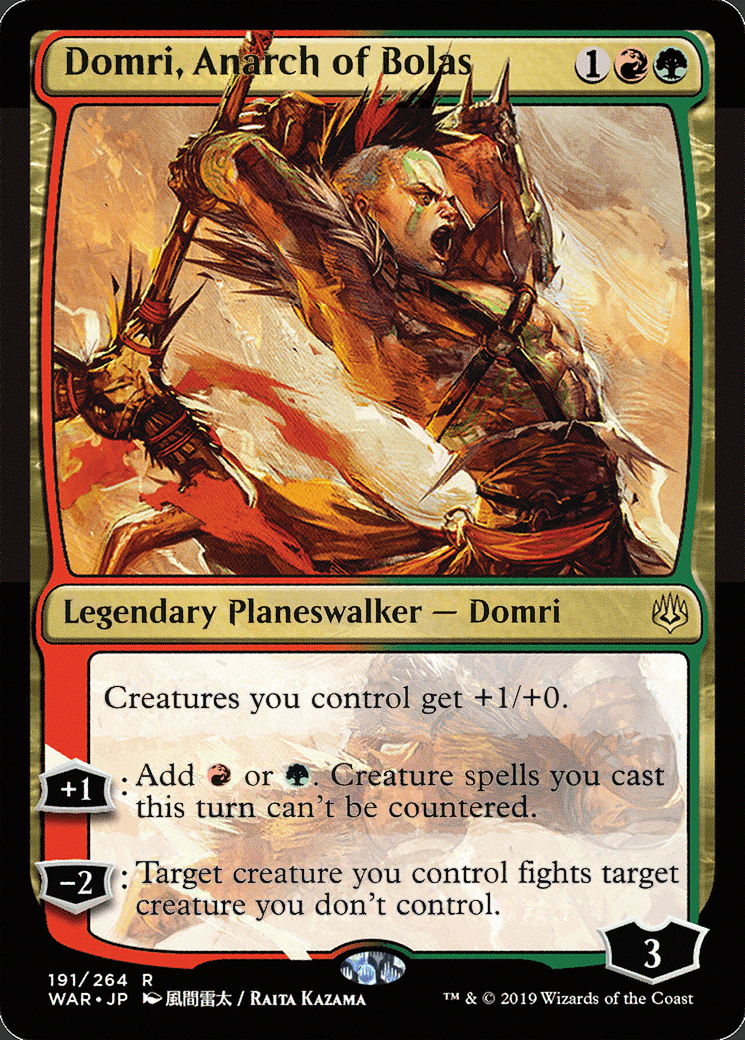 Domri, Anarch of Bolas 1
Legendary Planeswalker — Domri
Creatures you control get +1/+0.
+1 : Add or . Creature spells you cast
this turn can't be countered.
−2 : Target creature you control fights target
creature you don't control.
3
191/264 R
WAR • JP 風間雷太 / Raita Kazama ™ & © 2019 Wizards of the Coast